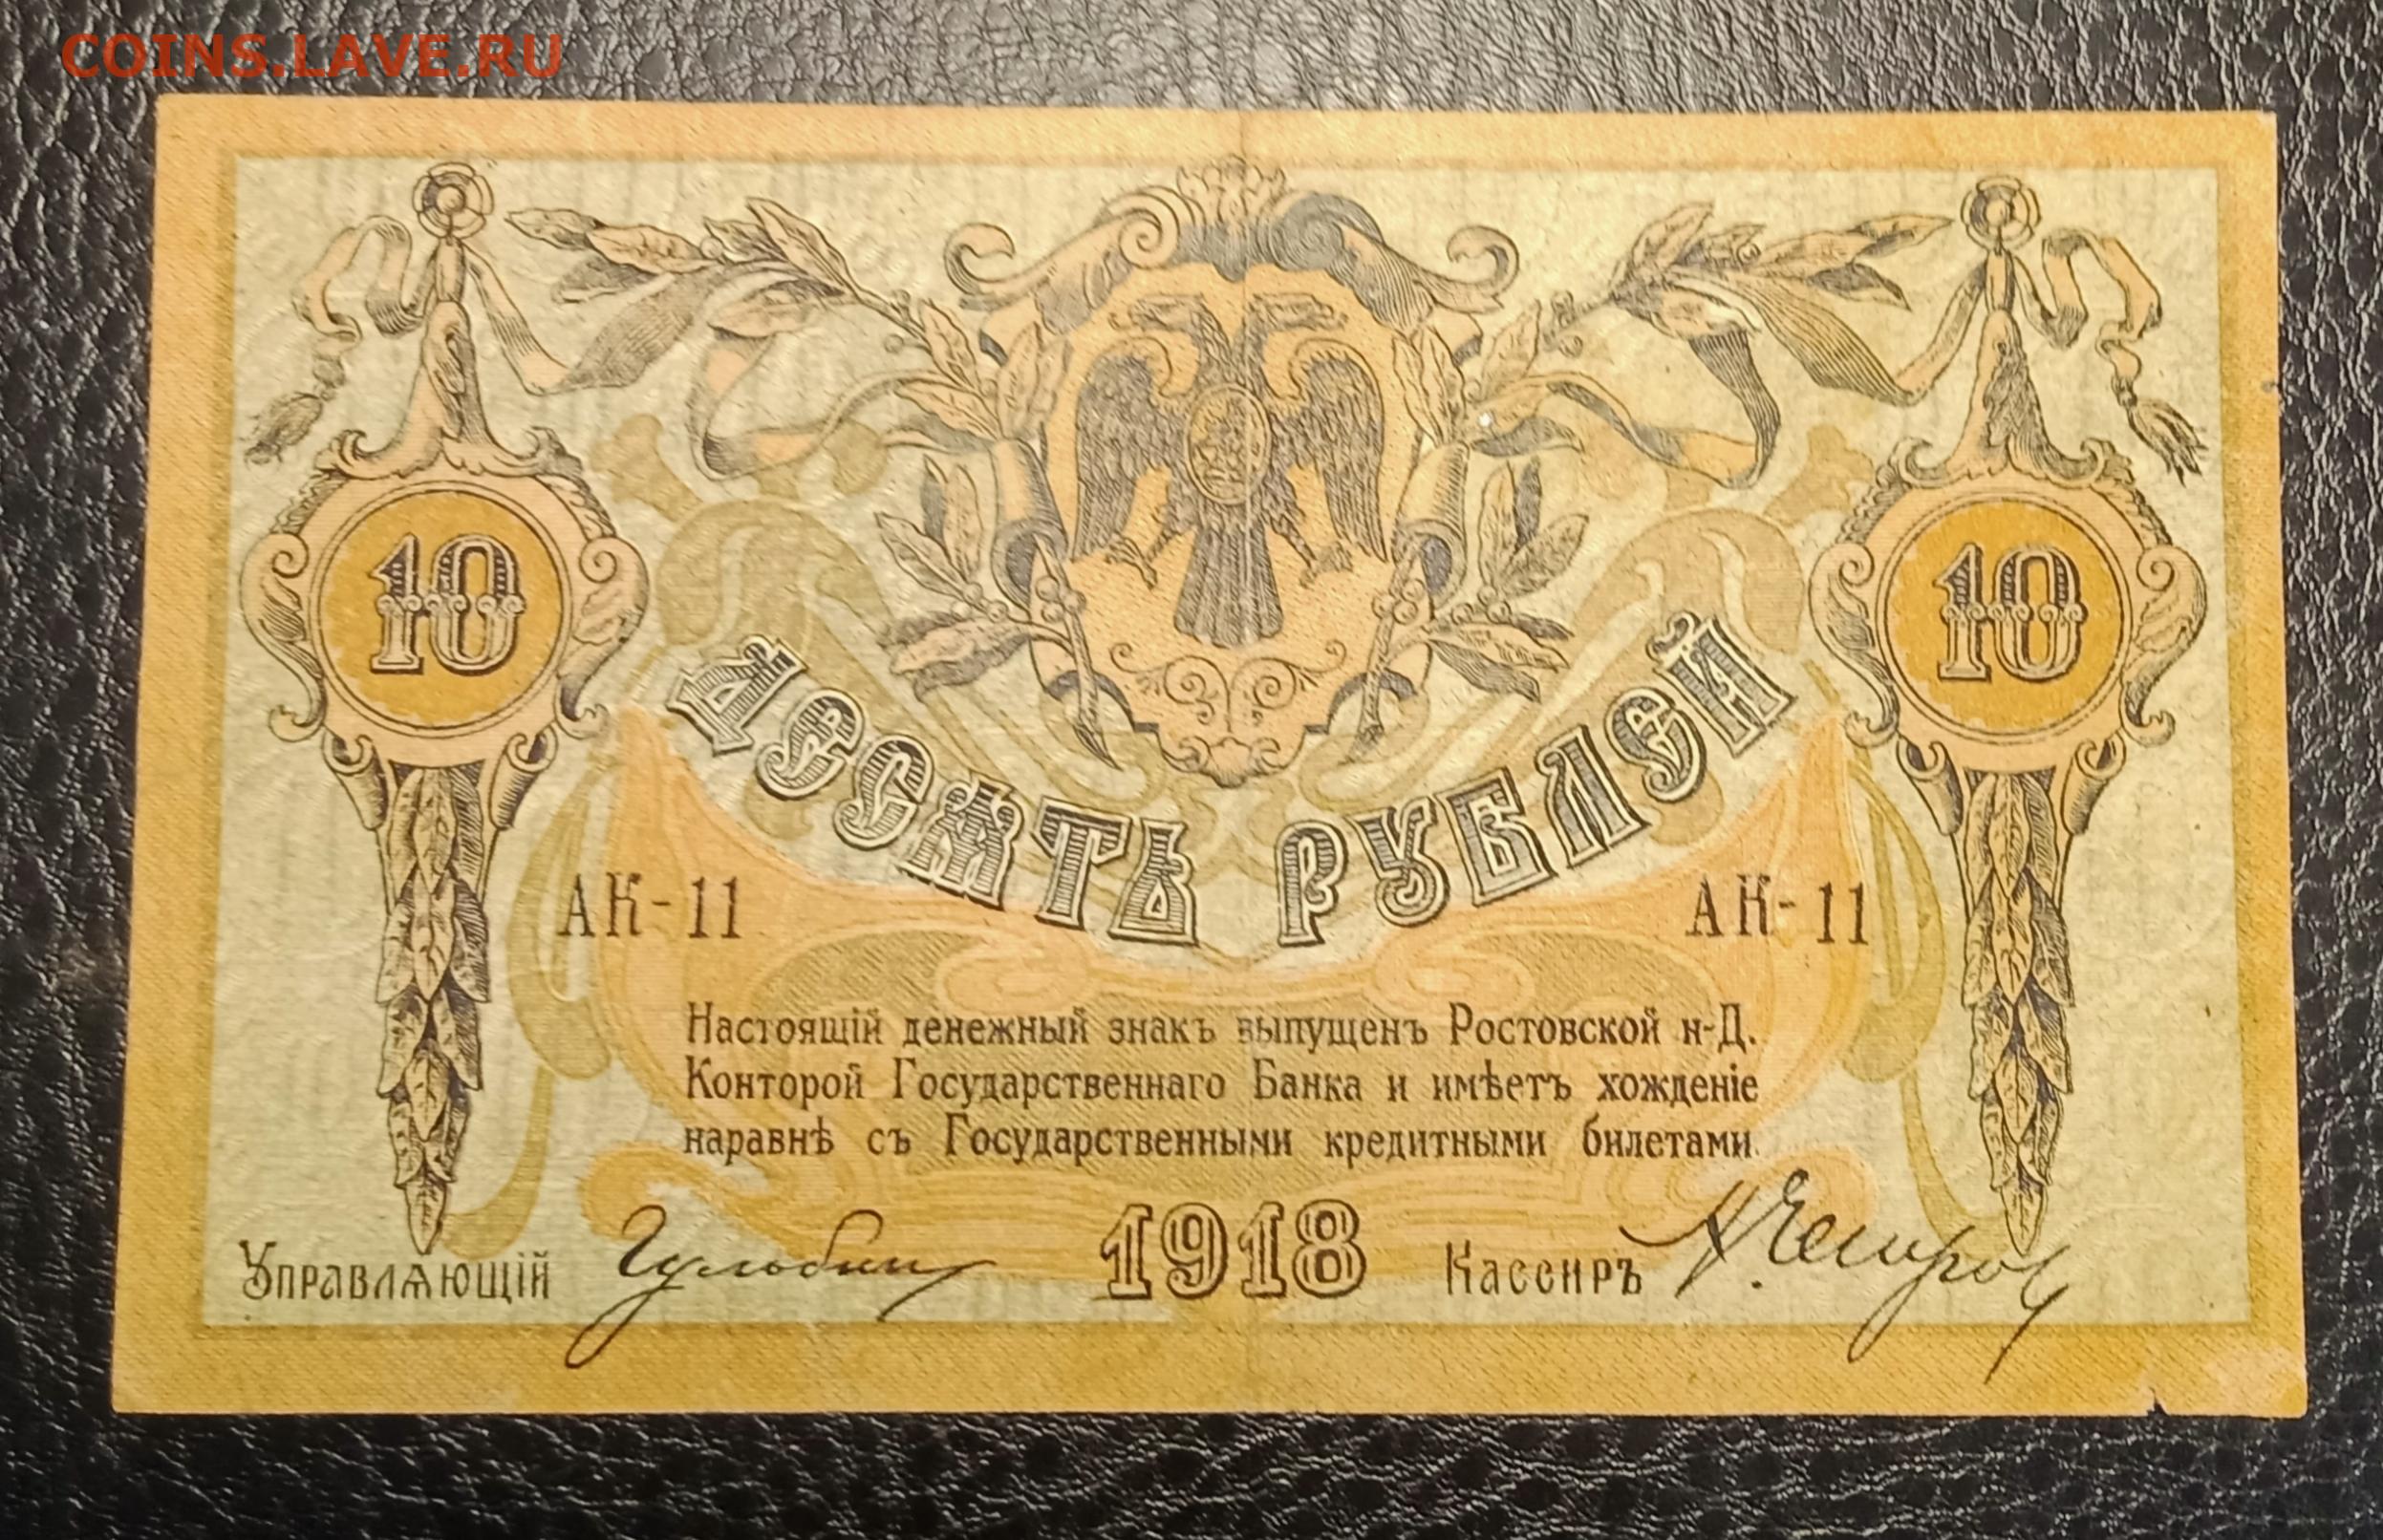 COINS.LAVE.RU
10
10
ДЕСЯТЬ РУБЛЕЙ
АК-11
АК-11
Настоящій денежный знакъ выпущенъ Ростовской н-Д.
Конторой Государственнаго Банка и имѣетъ хожденіе
наравнѣ съ Государственными кредитными билетами.
Управляющій Гульбин 1918 Кассиръ